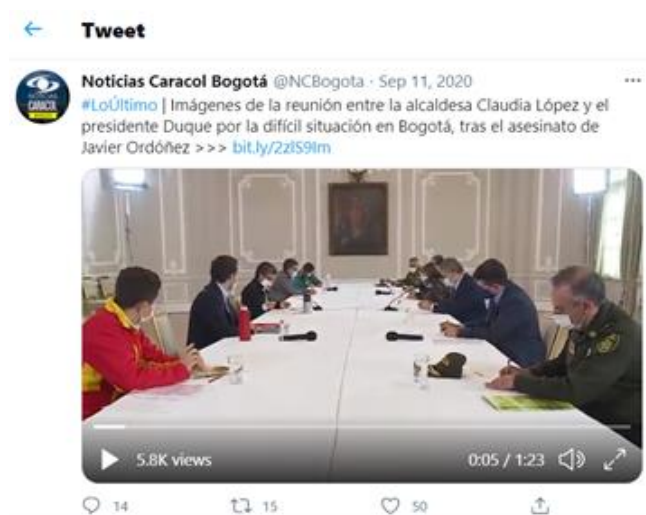 Tweet
Noticias Caracol Bogotá @NCBogota · Sep 11, 2020
#LoÚltimo | Imágenes de la reunión entre la alcaldesa Claudia López y el
presidente Duque por la difícil situación en Bogotá, tras el asesinato de
Javier Ordóñez >>> bit.ly/2zlS9lm
5.8K views
0:05 / 1:23
14
15
50